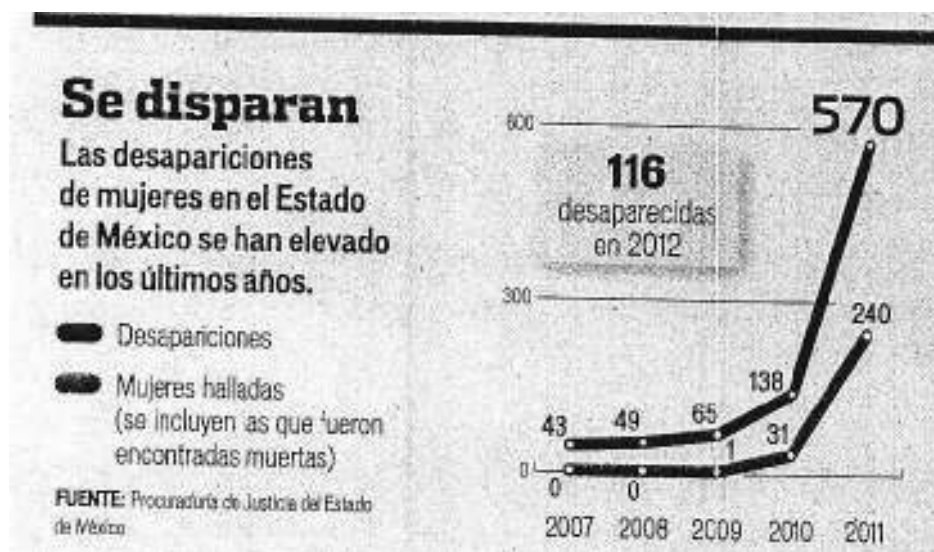 Se disparan
Las desapariciones
de mujeres en el Estado
de México se han elevado
en los últimos años.
Desapariciones
Mujeres halladas
(se incluyen as que fueron
encontradas muertas)
FUENTE: Procuraduría de Justicia del Estado
de México
600
570
116
desaparecidas
en 2012
300
240
138
43
49
65
1
31
0
0
0
2007 2008 2009 2010 2011